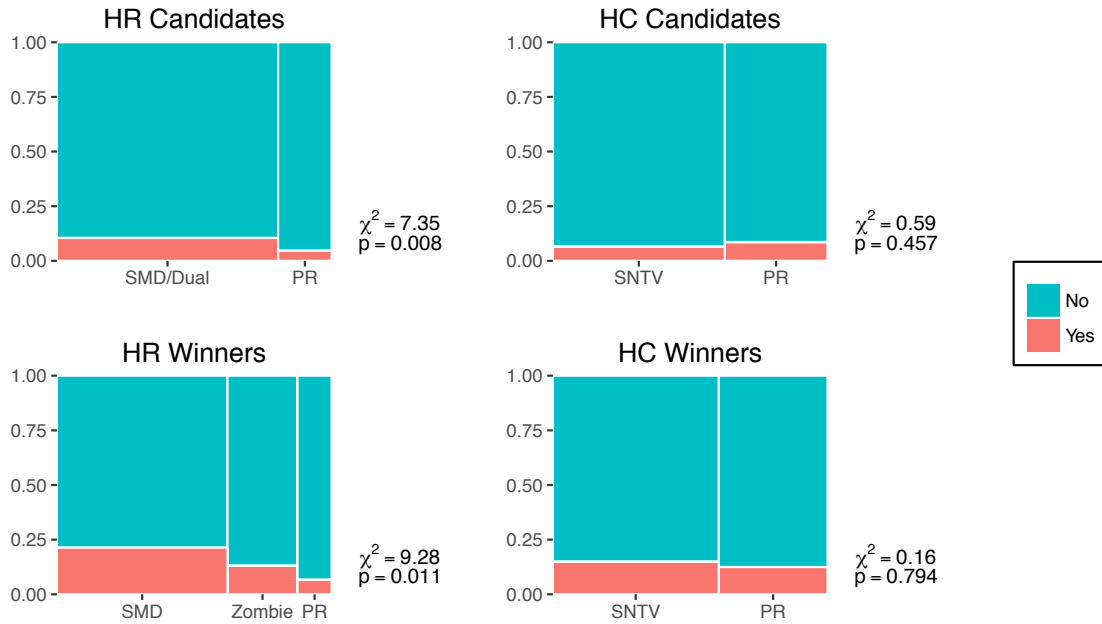 HR Candidates
1.00
0.75
0.50
0.25
0.00
SMD/Dual PR
χ² = 7.35
p = 0.008
HC Candidates
1.00
0.75
0.50
0.25
0.00
SNTV PR
χ² = 0.59
p = 0.457
No
Yes
HR Winners
1.00
0.75
0.50
0.25
0.00
SMD Zombie PR
χ² = 9.28
p = 0.011
HC Winners
1.00
0.75
0.50
0.25
0.00
SNTV PR
χ² = 0.16
p = 0.794